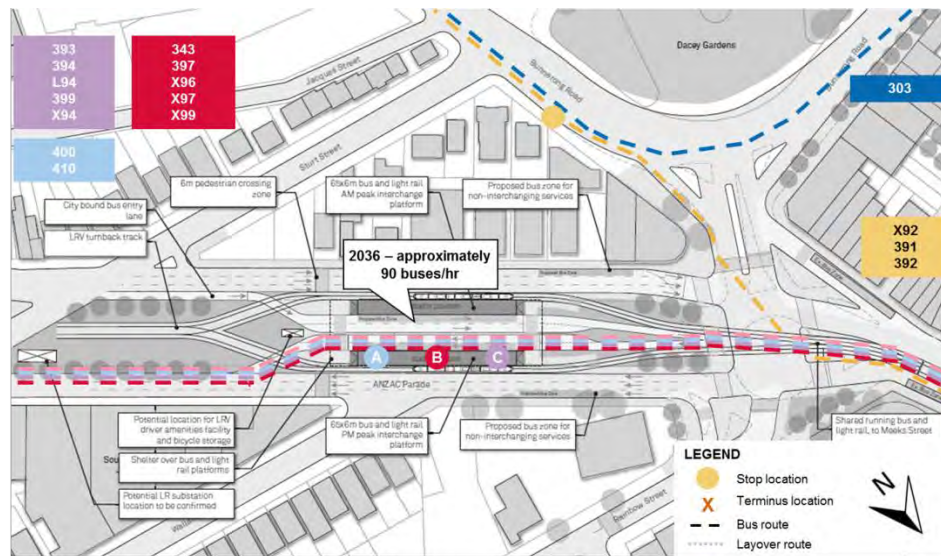 393
394
L94
399
X94
343
397
X96
X97
X99
400
410
303
X92
391
392
Dacey Gardens
Jacques Street
Sturt Street
Bunnerong Road
City bound bus entry
lane
LRV turnback track
6m pedestrian crossing
zone
65x6m bus and light rail
AM peak interchange
platform
Proposed bus zone for
non-interchanging services
2036 – approximately
90 buses/hr
A
B
C
ANZAC Parade
Potential location for LRV
driver amenities facility
and bicycle storage
Shelter over bus and light
rail platforms
Potential LR substation
location to be confirmed
65x6m bus and light rail
PM peak interchange
platform
Proposed bus zone for
non-interchanging services
Shared running bus and
light rail, to Meeks Street
Rainbow Street
LEGEND
Stop location
X Terminus location
Bus route
Layover route
N